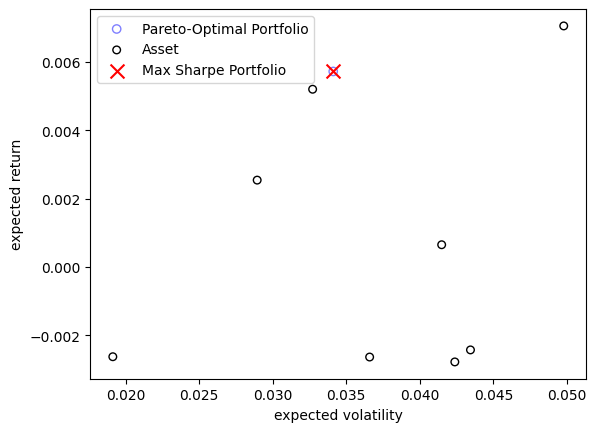 Pareto-Optimal Portfolio
Asset
Max Sharpe Portfolio
0.006
0.004
0.002
0.000
−0.002
expected return
0.020 0.025 0.030 0.035 0.040 0.045 0.050
expected volatility